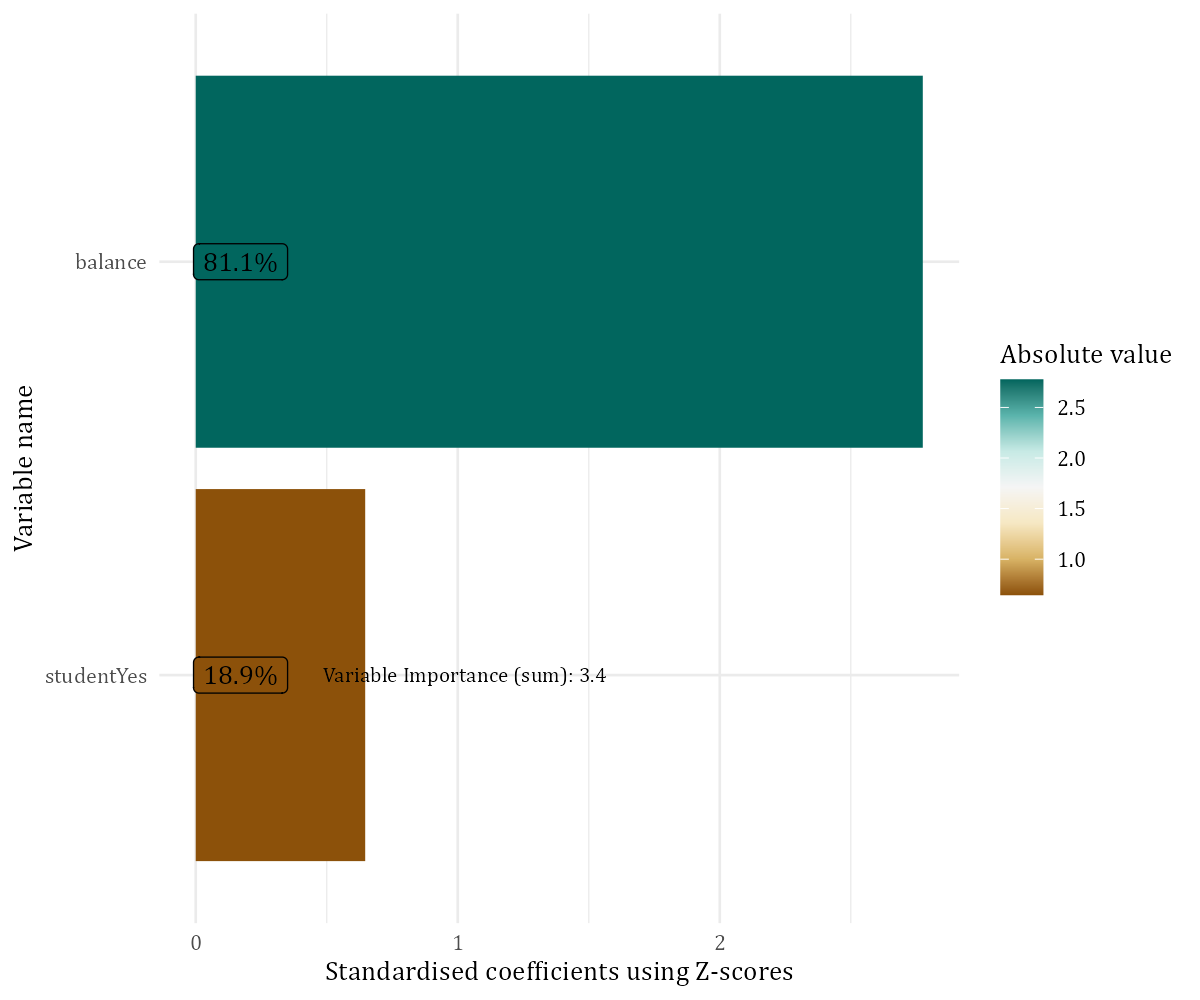 balance
81.1%
studentYes
18.9%
Variable Importance (sum): 3.4
0
1
2
Standardised coefficients using Z-scores
Variable name
Absolute value
2.5
2.0
1.5
1.0